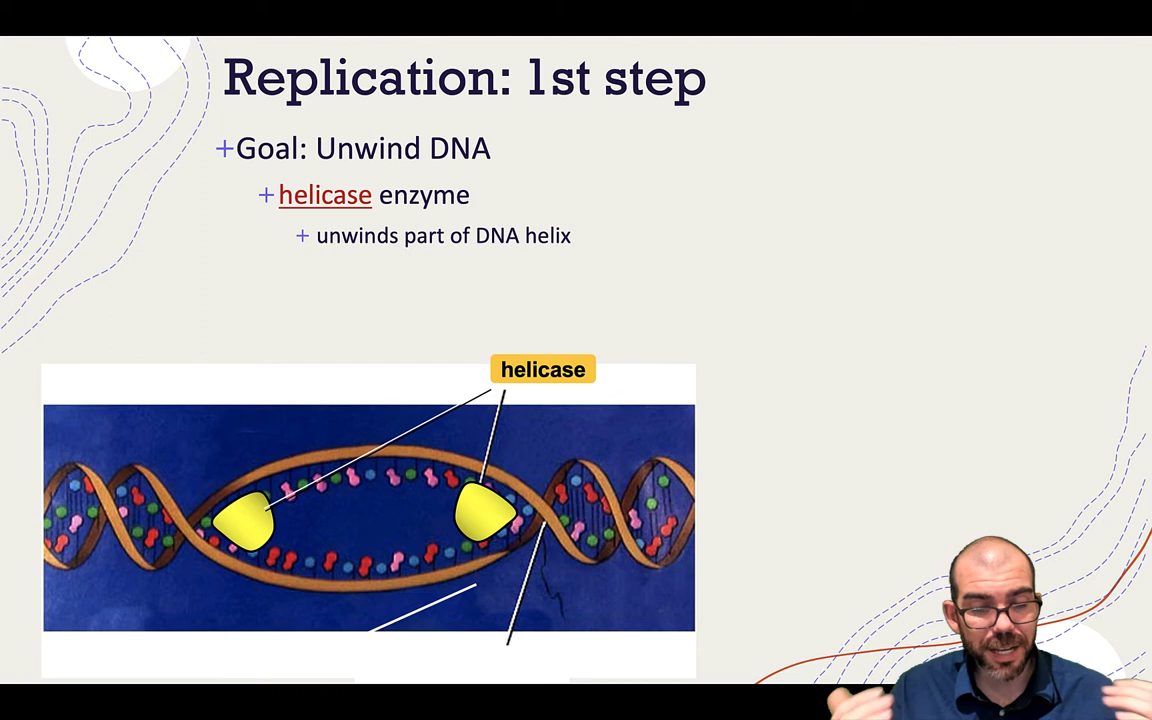 Replication: 1st step
+Goal: Unwind DNA
+helicase enzyme
+ unwinds part of DNA helix
helicase